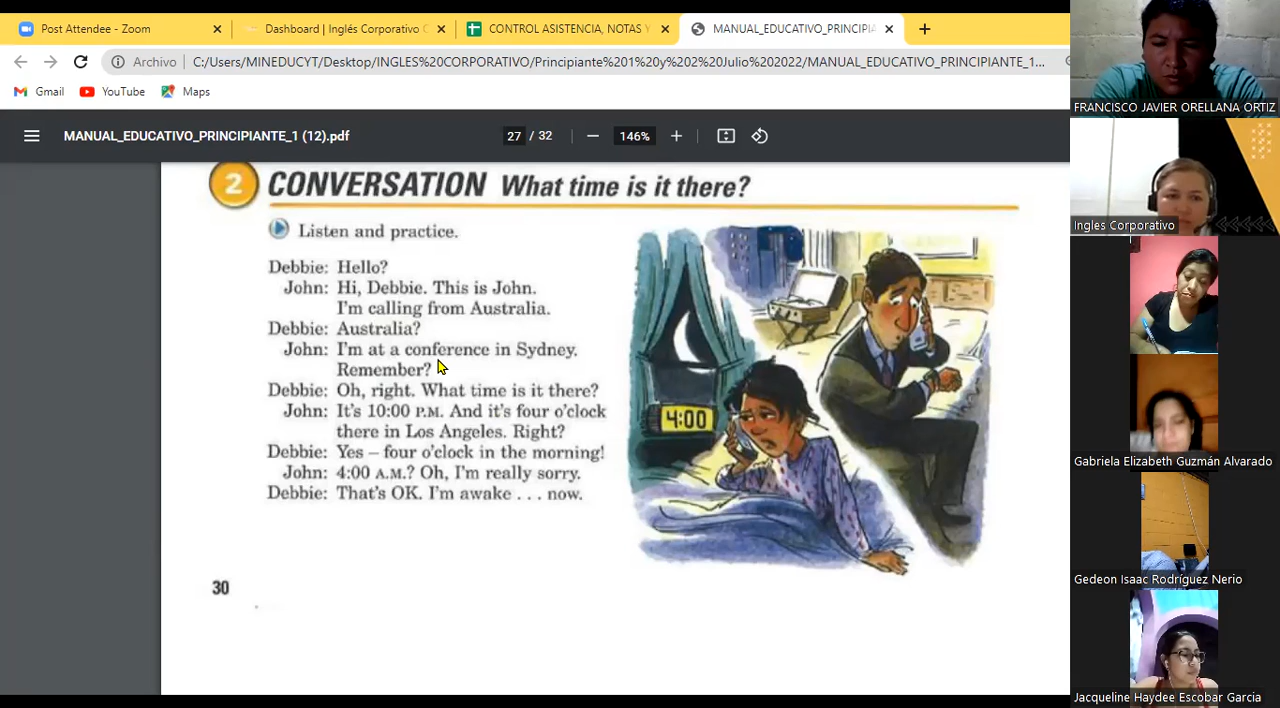 Post Attendee - Zoom
Dashboard | Inglés Corporativo
CONTROL ASISTENCIA, NOTAS Y
MANUAL_EDUCATIVO_PRINCIPIA
Archivo | C:/Users/MINEDUCYT/Desktop/INGLES%20CORPORATIVO/Principiante%201%20y%202%20Julio%202022/MANUAL_EDUCATIVO_PRINCIPIANTE_1...
Gmail YouTube Maps
MANUAL_EDUCATIVO_PRINCIPIANTE_1 (12).pdf
27 / 32
146%
2 CONVERSATION What time is it there?
Listen and practice.
Debbie: Hello?
John: Hi, Debbie. This is John.
I'm calling from Australia.
Debbie: Australia?
John: I'm at a conference in Sydney.
Remember?
Debbie: Oh, right. What time is it there?
John: It's 10:00 P.M. And it's four o'clock
there in Los Angeles. Right?
Debbie: Yes – four o'clock in the morning!
John: 4:00 A.M.? Oh, I'm really sorry.
Debbie: That's OK. I'm awake . . . now.
4:00
30
FRANCISCO JAVIER ORELLANA ORTIZ
Ingles Corporativo
Gabriela Elizabeth Guzmán Alvarado
Gedeon Isaac Rodríguez Nerio
Jacqueline Haydee Escobar Garcia